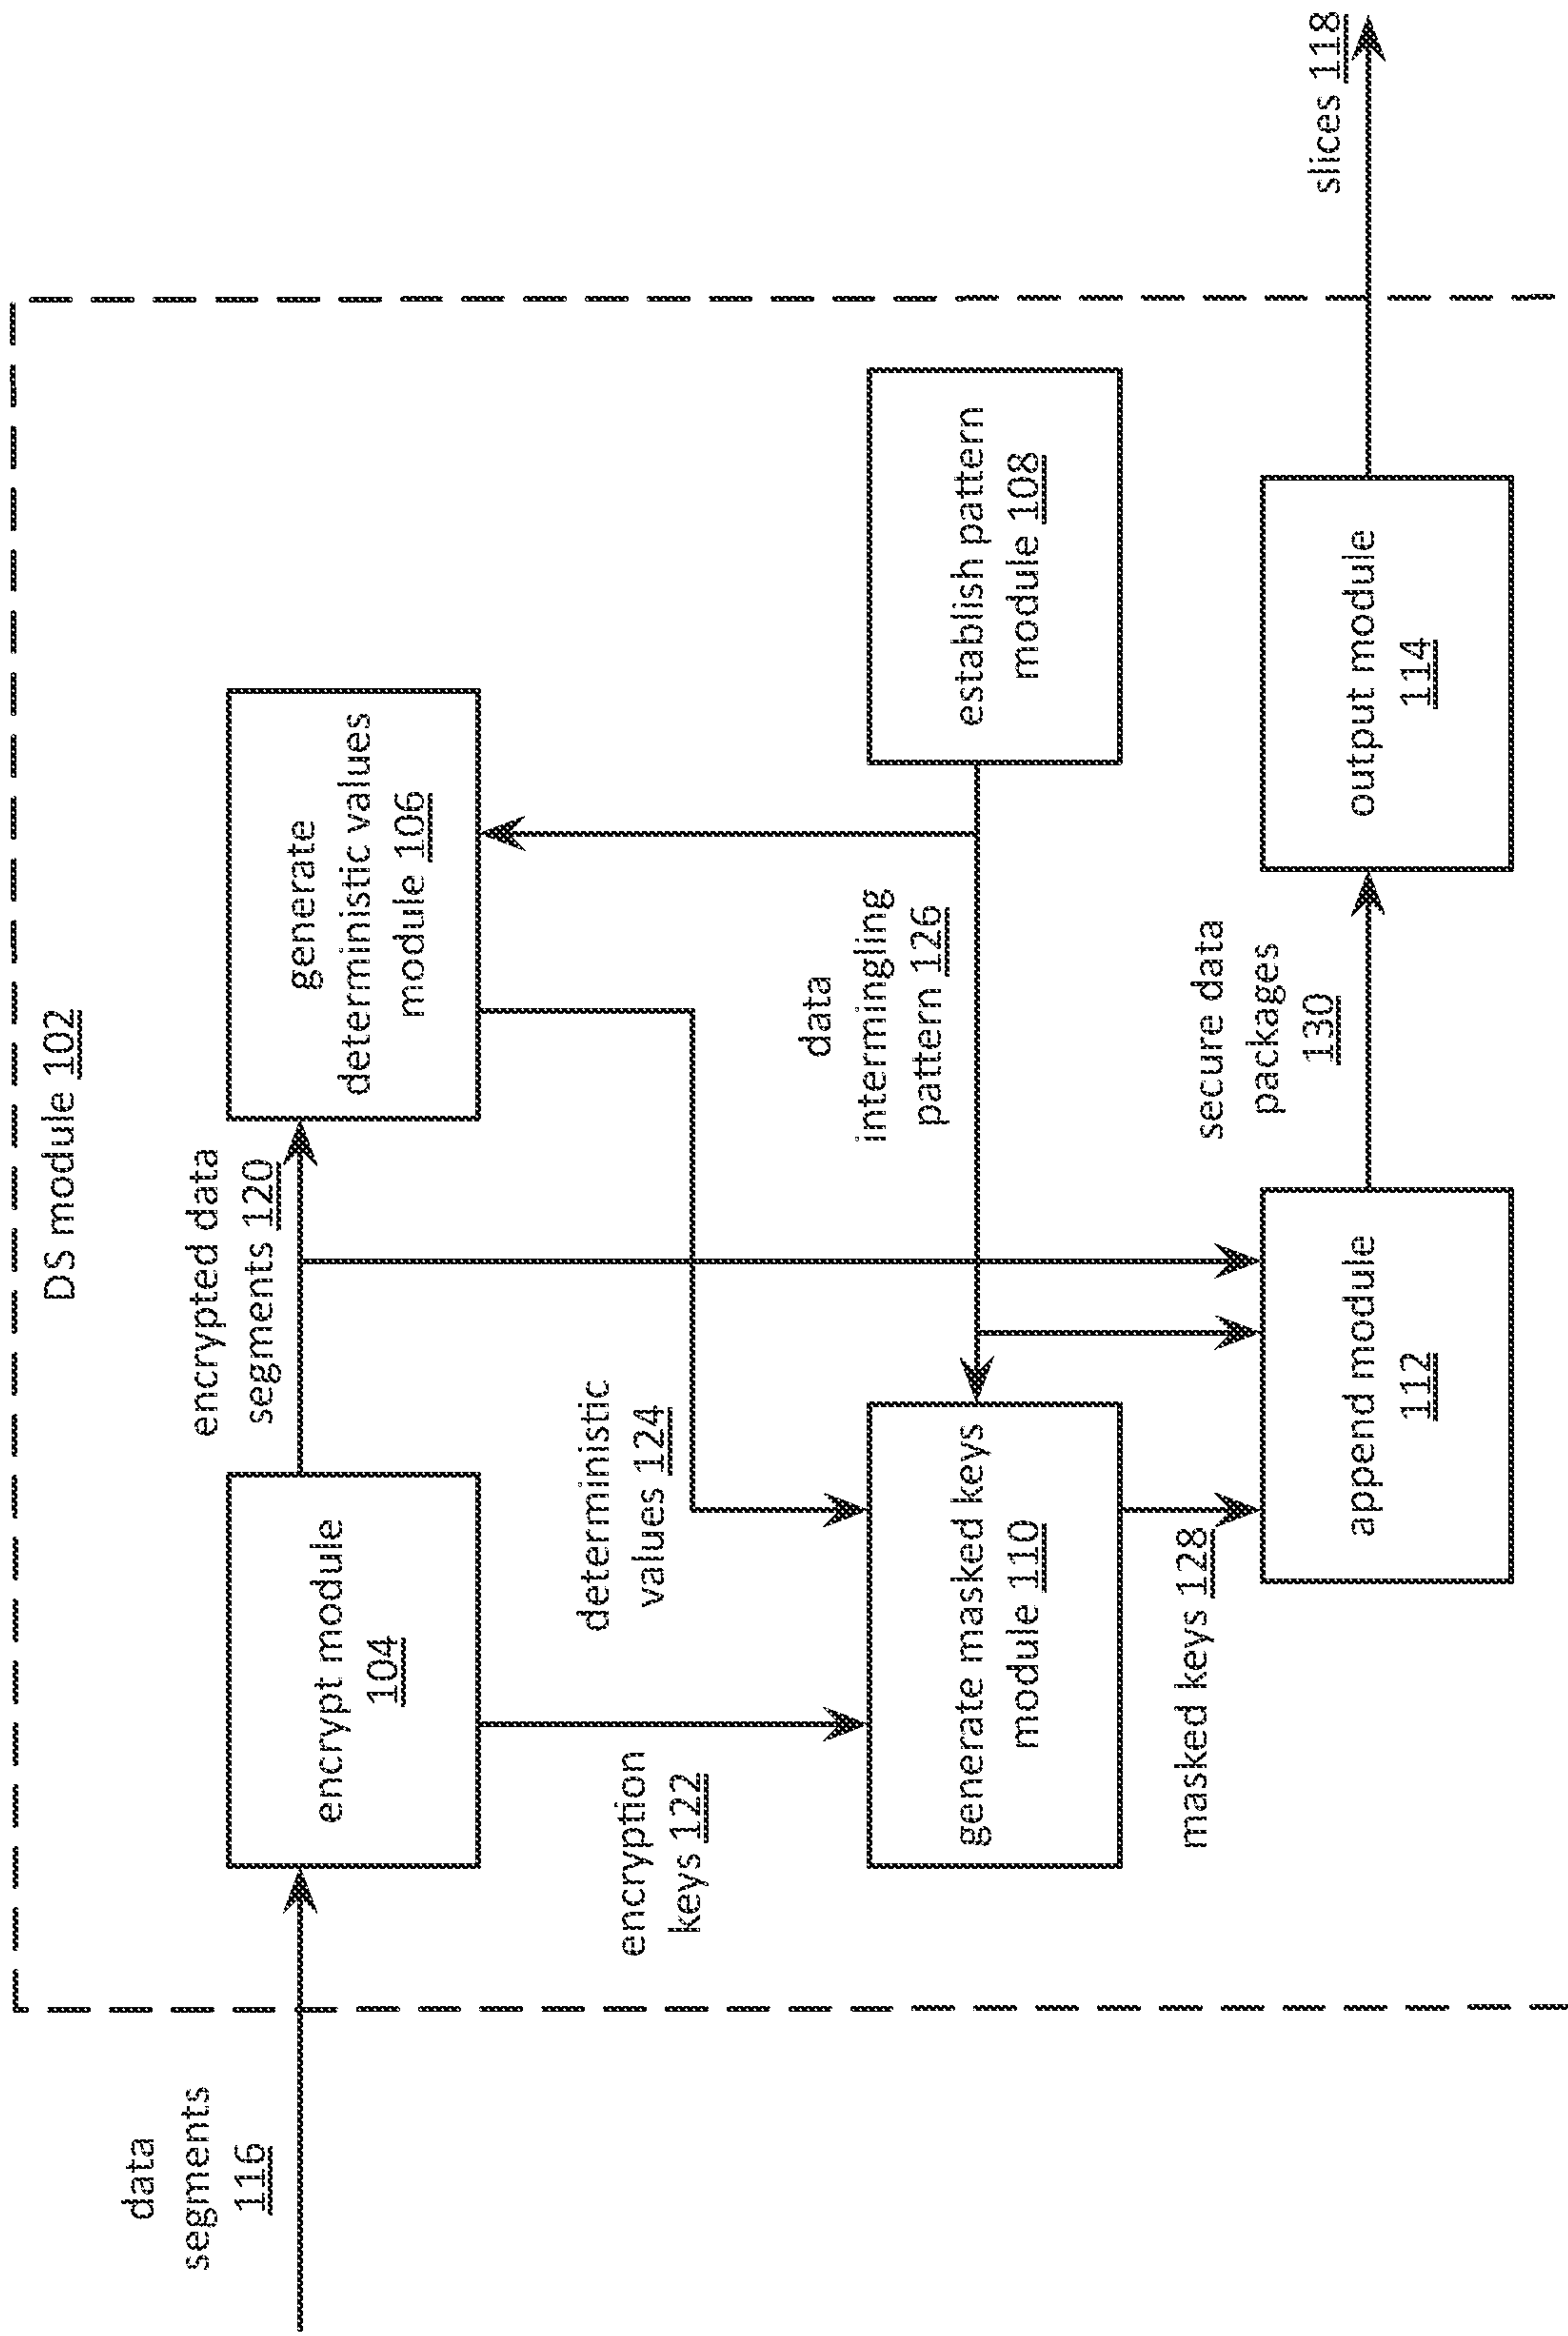 DS module 102
data
segments
116
encrypt module
104
encrypted data
segments 120
generate
deterministic values
module 106
encryption
keys 122
deterministic
values 124
data
intermingling
pattern 126
generate masked keys
module 110
establish pattern
module 108
masked keys 128
secure data
packages
130
append module
112
output module
114
slices 118